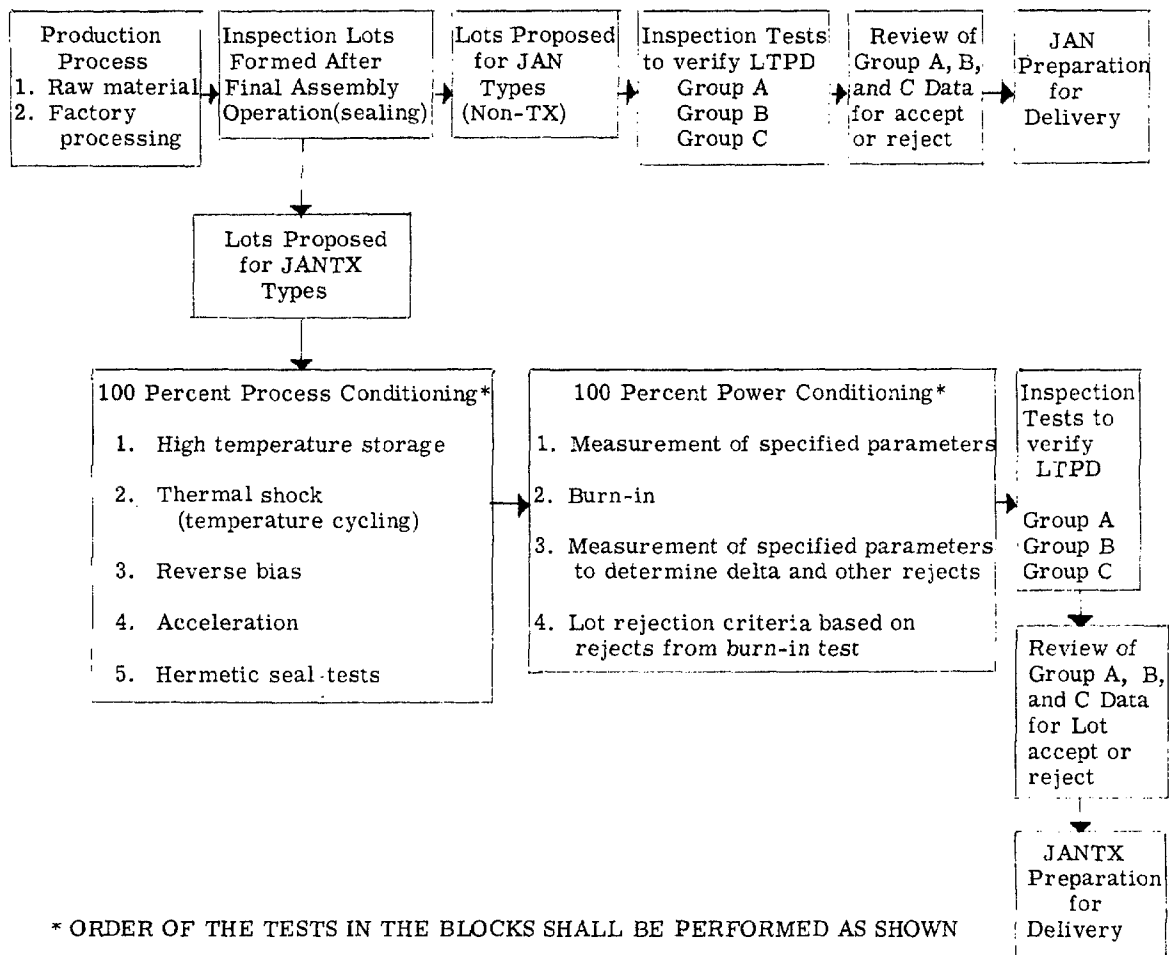 Production
Process
1. Raw material
2. Factory
processing
Inspection Lots
Formed After
Final Assembly
Operation(sealing)
Lots Proposed
for JAN
Types
(Non-TX)
Inspection Tests
to verify LTPD
Group A
Group B
Group C
Review of
Group A, B,
and C Data
for accept
or reject
JAN
Preparation
for
Delivery
Lots Proposed
for JANTX
Types
100 Percent Process Conditioning*
1. High temperature storage
2. Thermal shock
(temperature cycling)
3. Reverse bias
4. Acceleration
5. Hermetic seal tests
100 Percent Power Conditioning*
1. Measurement of specified parameters
2. Burn-in
3. Measurement of specified parameters
to determine delta and other rejects
4. Lot rejection criteria based on
rejects from burn-in test
Inspection
Tests to
verify
LTPD
Group A
Group B
Group C
Review of
Group A, B,
and C Data
for Lot
accept or
reject
JANTX
Preparation
for
Delivery
* ORDER OF THE TESTS IN THE BLOCKS SHALL BE PERFORMED AS SHOWN